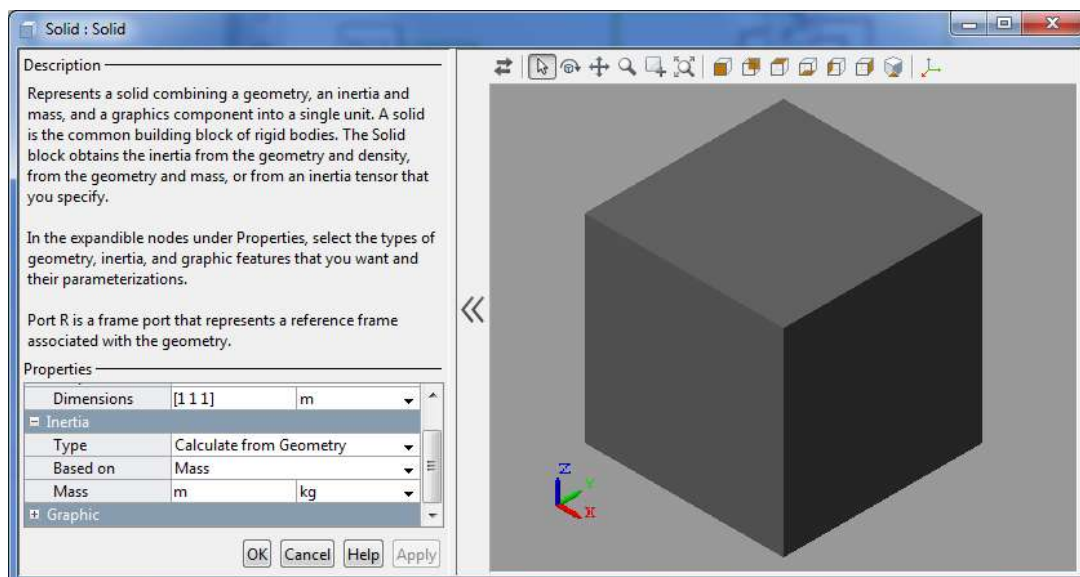 Solid : Solid
Description
Represents a solid combining a geometry, an inertia and
mass, and a graphics component into a single unit. A solid
is the common building block of rigid bodies. The Solid
block obtains the inertia from the geometry and density,
from the geometry and mass, or from an inertia tensor that
you specify.
In the expandible nodes under Properties, select the types of
geometry, inertia, and graphic features that you want and
their parameterizations.
Port R is a frame port that represents a reference frame
associated with the geometry.
Properties
Dimensions [1 1 1] m
Inertia
Type Calculate from Geometry
Based on Mass
Mass m kg
Graphic
OK Cancel Help Apply
Z
Y
X